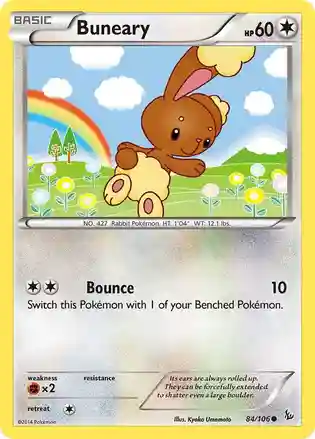 BASIC
Buneary
HP60
NO. 427 Rabbit Pokémon. HT: 1'04" WT: 12.1 lbs.
Bounce 10
Switch this Pokémon with 1 of your Benched Pokémon.
weakness resistance
×2
retreat
Its ears are always rolled up.
They can be forcefully extended
to shatter even a large boulder.
Illus. Kyoko Umemoto
84/106
©2014 Pokémon